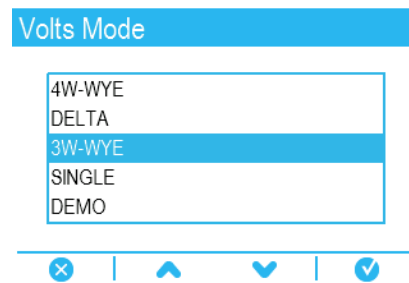 Volts Mode
4W-WYE
DELTA
3W-WYE
SINGLE
DEMO